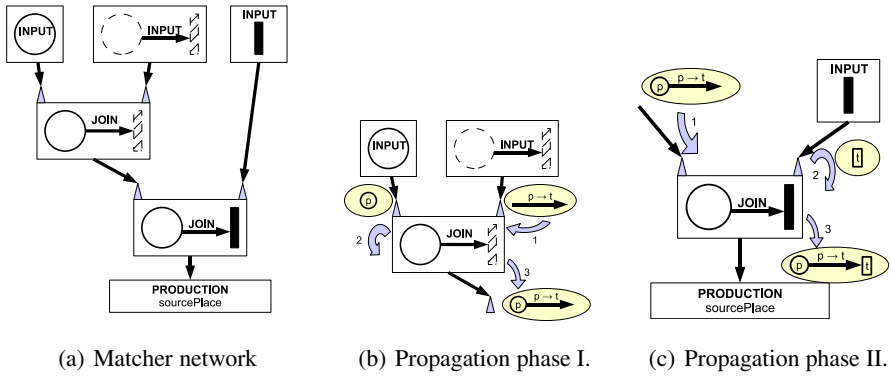 INPUT
INPUT
INPUT
JOIN
JOIN
PRODUCTION
sourcePlace
(a) Matcher network
INPUT
INPUT
p
p → t
JOIN
2
1
3
p
p → t
(b) Propagation phase I.
p → t
p
1
INPUT
2
t
JOIN
3
p → t
p
t
PRODUCTION
sourcePlace
(c) Propagation phase II.